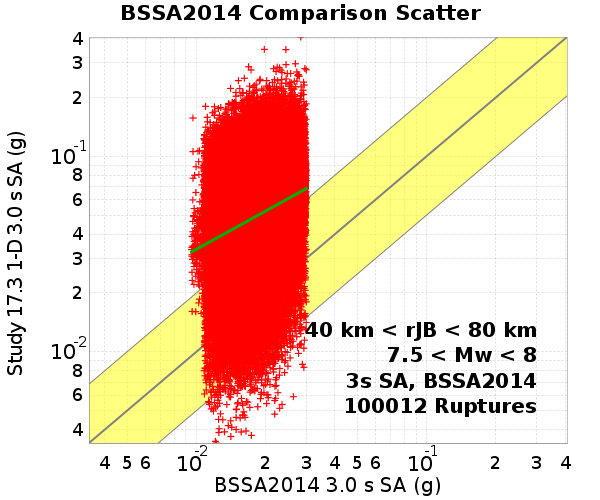 BSSA2014 Comparison Scatter
4
3
2
10-1
8
6
4
3
2
10-2
8
6
4
Study 17.3 1-D 3.0 s SA (g)
40 km < rJB < 80 km
7.5 < Mw < 8
3s SA, BSSA2014
100012 Ruptures
4 5 6 10-2 2 3 4 5 6 10-1 2 3 4
BSSA2014 3.0 s SA (g)